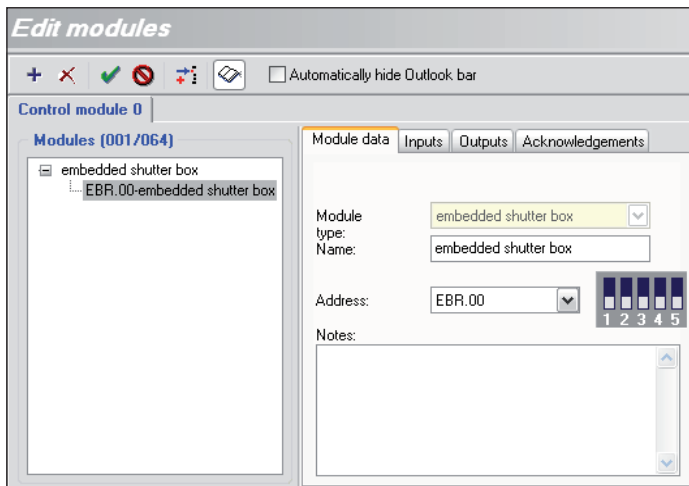 Edit modules
Automatically hide Outlook bar
Control module 0
Modules (001/064)
embedded shutter box
EBR.00-embedded shutter box
Module data Inputs Outputs Acknowledgements
Module type: embedded shutter box
Name: embedded shutter box
Address: EBR.00
1 2 3 4 5
Notes: